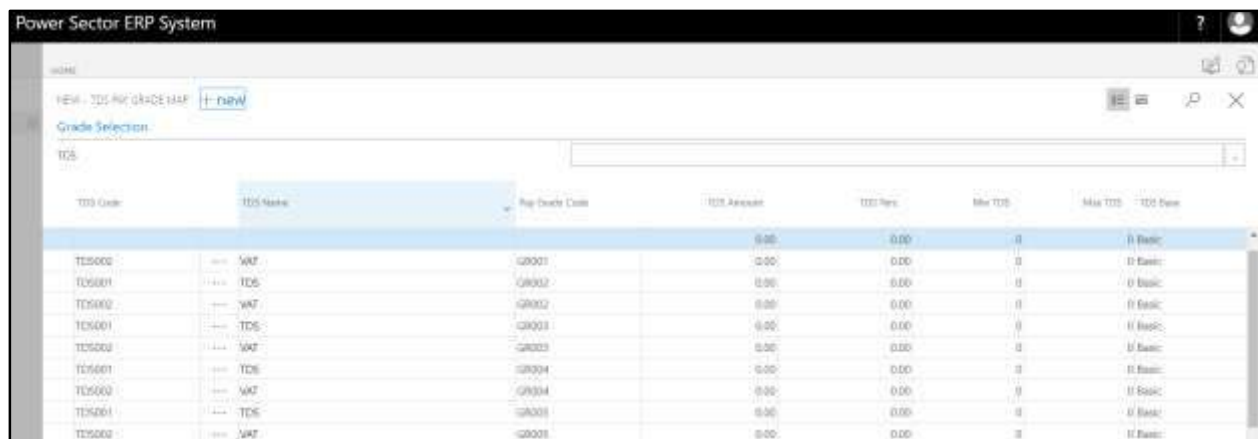 Power Sector ERP System ?
HOME
NEW - TDS PAY GRADE MAP + new
Grade Selection
TDS
TDS Code TDS Name Pay Grade Code TDS Amount TDS Perc Min TDS Max TDS TDS Base
0.00 0.00 0 0 Basic
TDS002 VAT GR001 0.00 0.00 0 0 Basic
TDS001 TDS GR002 0.00 0.00 0 0 Basic
TDS002 VAT GR002 0.00 0.00 0 0 Basic
TDS001 TDS GR003 0.00 0.00 0 0 Basic
TDS002 VAT GR003 0.00 0.00 0 0 Basic
TDS001 TDS GR004 0.00 0.00 0 0 Basic
TDS002 VAT GR004 0.00 0.00 0 0 Basic
TDS001 TDS GR005 0.00 0.00 0 0 Basic
TDS002 VAT GR005 0.00 0.00 0 0 Basic